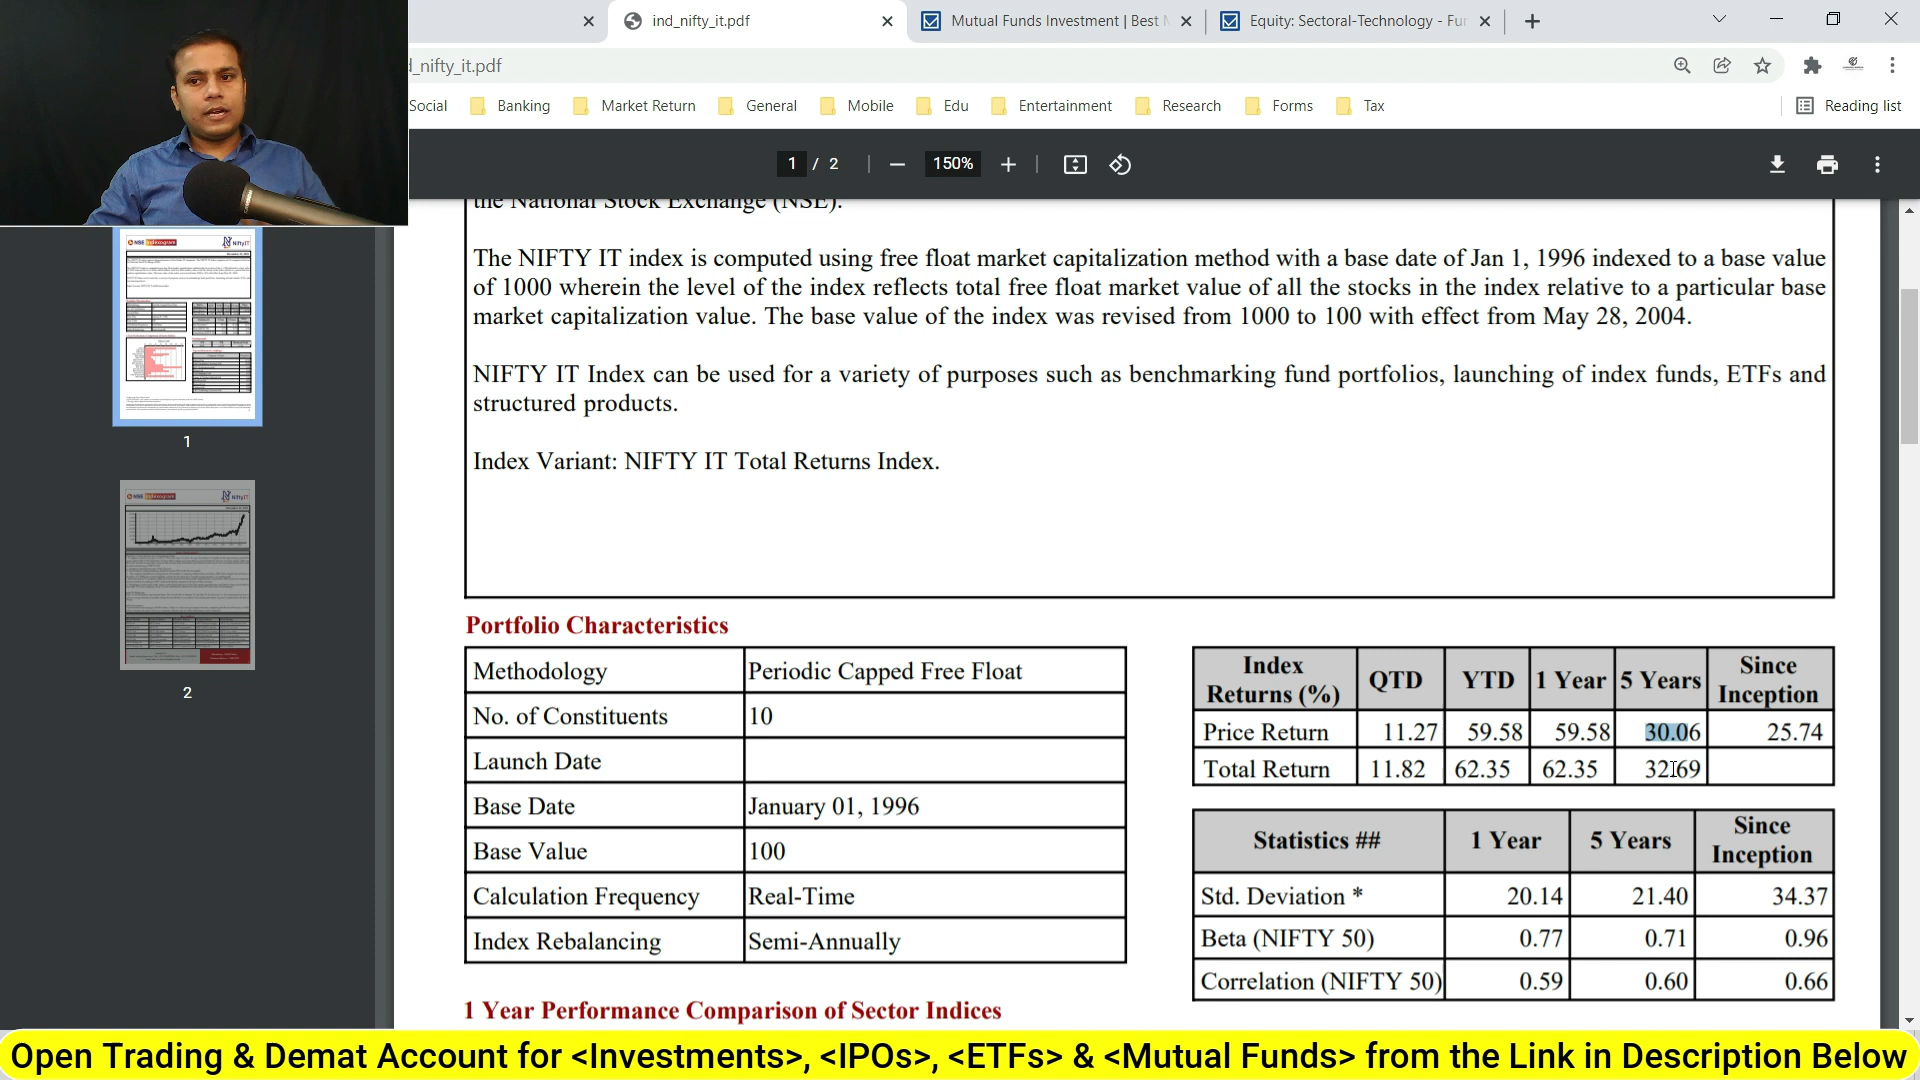 ind_nifty_it.pdf
Mutual Funds Investment | Best
Equity: Sectoral-Technology - Fu
d_nifty_it.pdf
Social
Banking
Market Return
General
Mobile
Edu
Entertainment
Research
Forms
Tax
Reading list
1 / 2
150%
the National Stock Exchange (NSE).
The NIFTY IT index is computed using free float market capitalization method with a base date of Jan 1, 1996 indexed to a base value
of 1000 wherein the level of the index reflects total free float market value of all the stocks in the index relative to a particular base
market capitalization value. The base value of the index was revised from 1000 to 100 with effect from May 28, 2004.
NIFTY IT Index can be used for a variety of purposes such as benchmarking fund portfolios, launching of index funds, ETFs and
structured products.
Index Variant: NIFTY IT Total Returns Index.
1
2
Portfolio Characteristics
Methodology Periodic Capped Free Float
No. of Constituents 10
Launch Date
Base Date January 01, 1996
Base Value 100
Calculation Frequency Real-Time
Index Rebalancing Semi-Annually
Index Returns (%) QTD YTD 1 Year 5 Years Since Inception
Price Return 11.27 59.58 59.58 30.06 25.74
Total Return 11.82 62.35 62.35 32.69
Statistics ## 1 Year 5 Years Since Inception
Std. Deviation * 20.14 21.40 34.37
Beta (NIFTY 50) 0.77 0.71 0.96
Correlation (NIFTY 50) 0.59 0.60 0.66
1 Year Performance Comparison of Sector Indices
Open Trading & Demat Account for <Investments>, <IPOs>, <ETFs> & <Mutual Funds> from the Link in Description Below